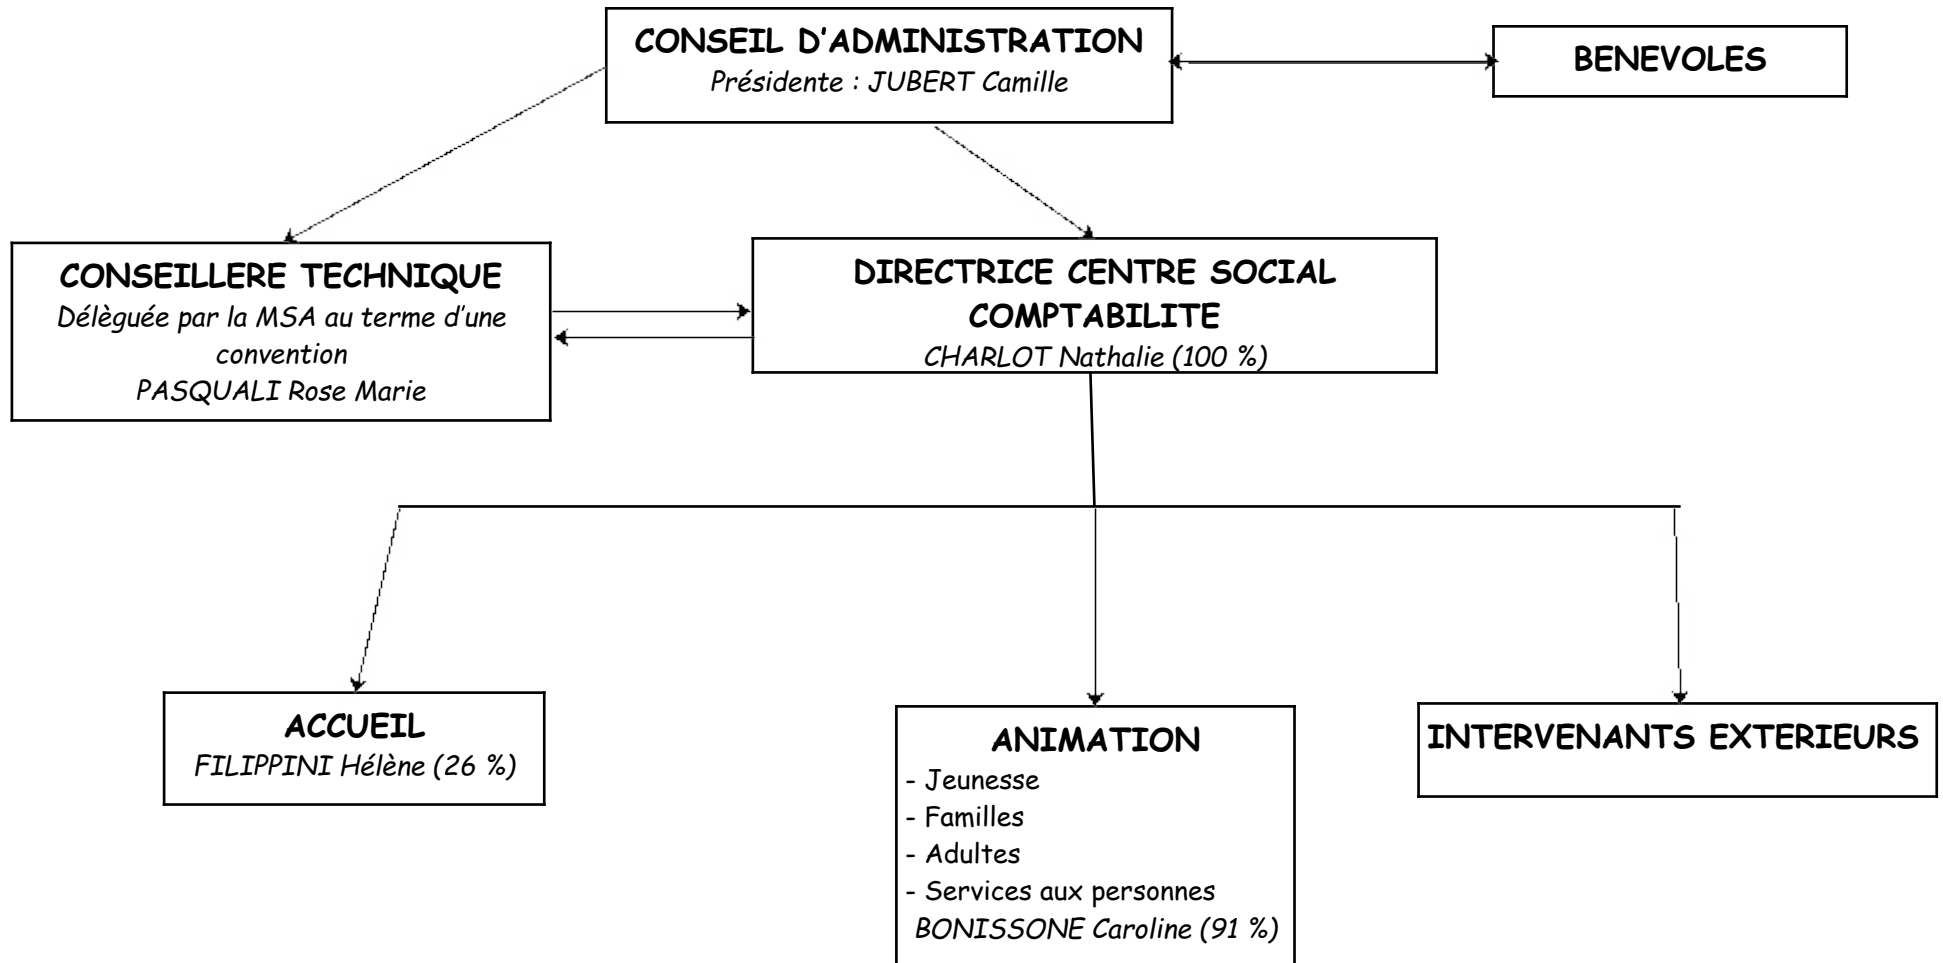 CONSEIL D'ADMINISTRATION
Présidente : JUBERT Camille
BENEVOLES
CONSEILLERE TECHNIQUE
Délèguée par la MSA au terme d'une
convention
PASQUALI Rose Marie
DIRECTRICE CENTRE SOCIAL
COMPTABILITE
CHARLOT Nathalie (100 %)
ACCUEIL
FILIPPINI Hélène (26 %)
ANIMATION
- Jeunesse
- Familles
- Adultes
- Services aux personnes
BONISSONE Caroline (91 %)
INTERVENANTS EXTERIEURS